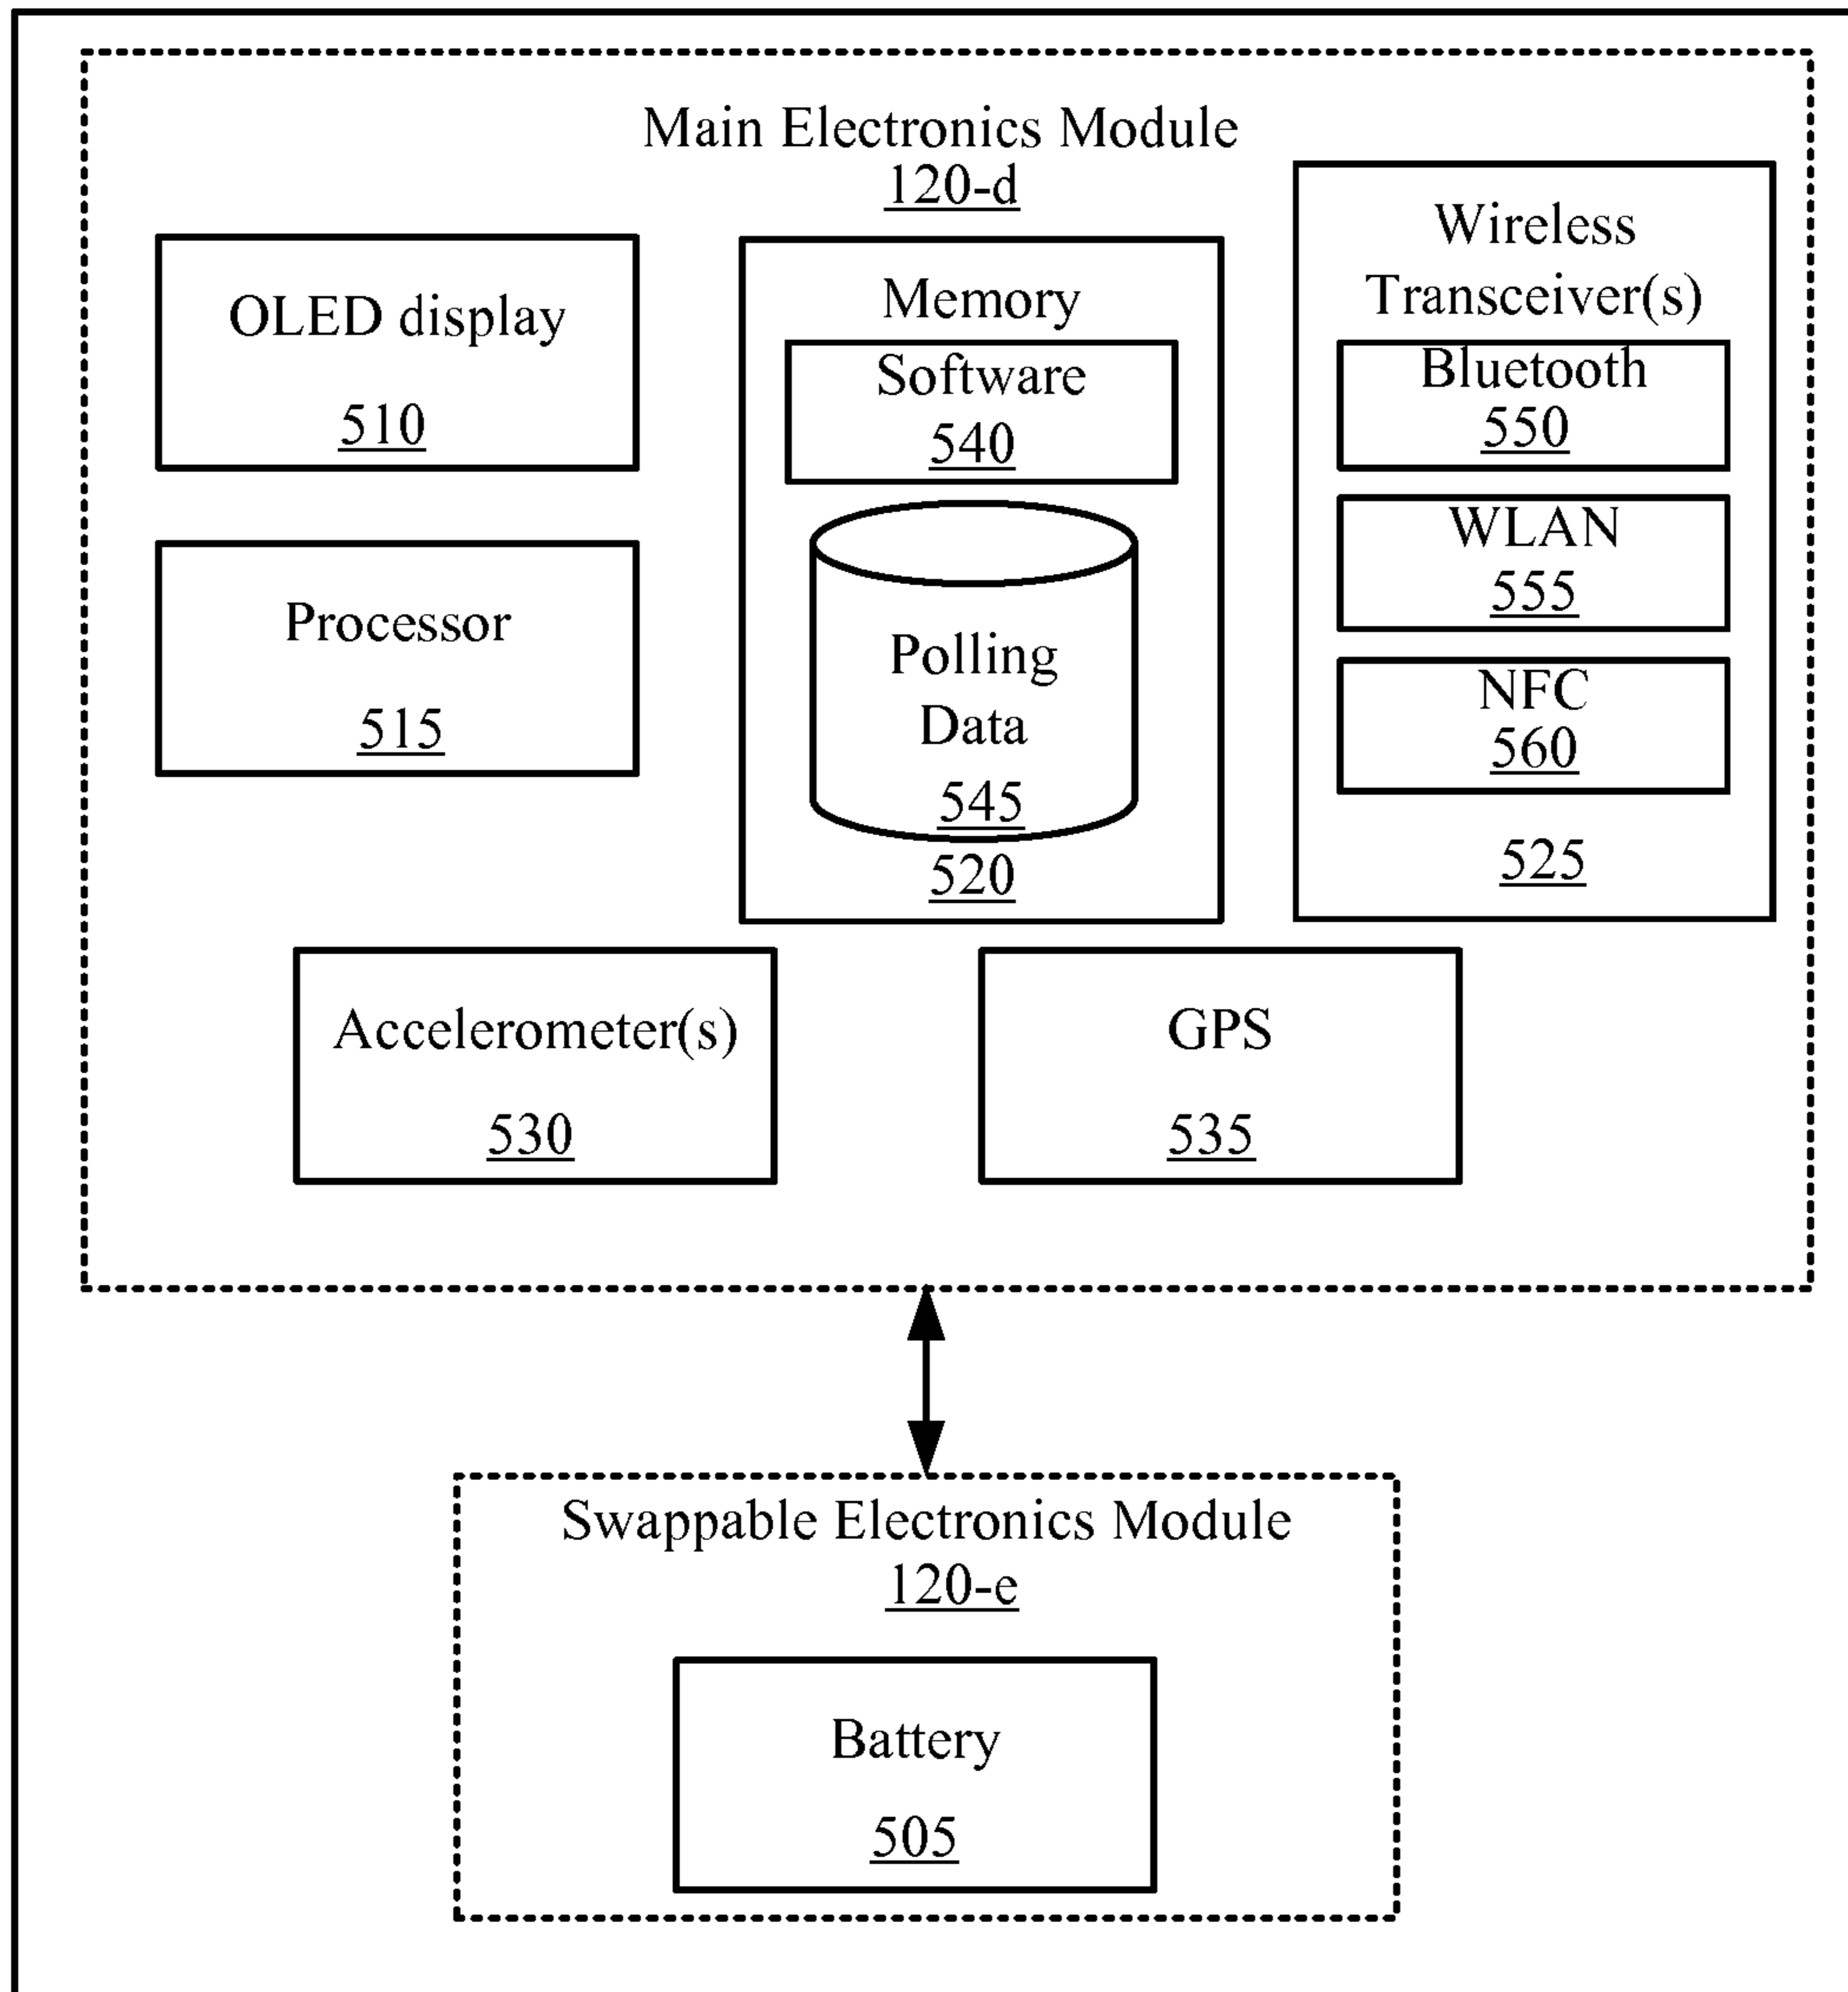 Main Electronics Module
120-d
OLED display
510
Processor
515
Memory
Software
540
Polling
Data
545
520
Wireless
Transceiver(s)
Bluetooth
550
WLAN
555
NFC
560
525
Accelerometer(s)
530
GPS
535
Swappable Electronics Module
120-e
Battery
505